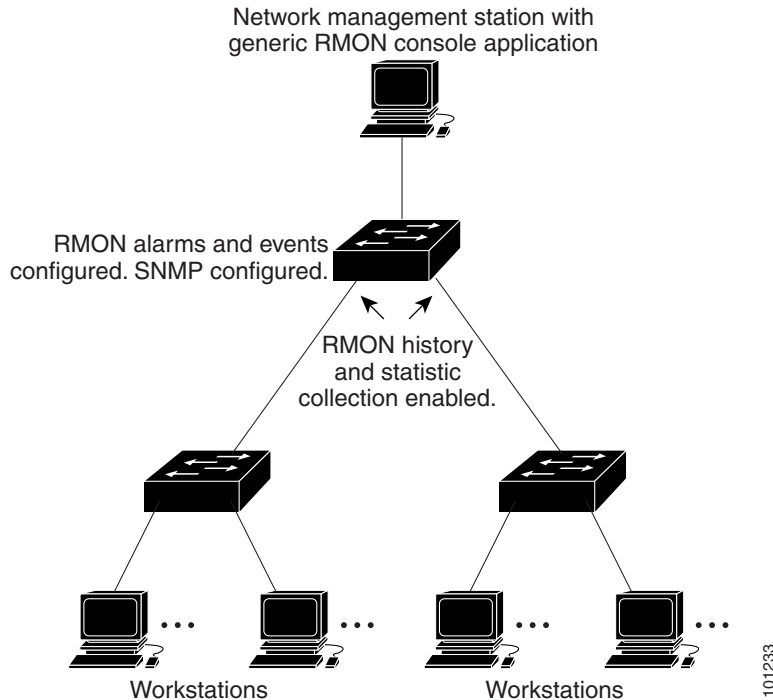 Network management station with
generic RMON console application
RMON alarms and events
configured. SNMP configured.
RMON history
and statistic
collection enabled.
Workstations
Workstations
101233